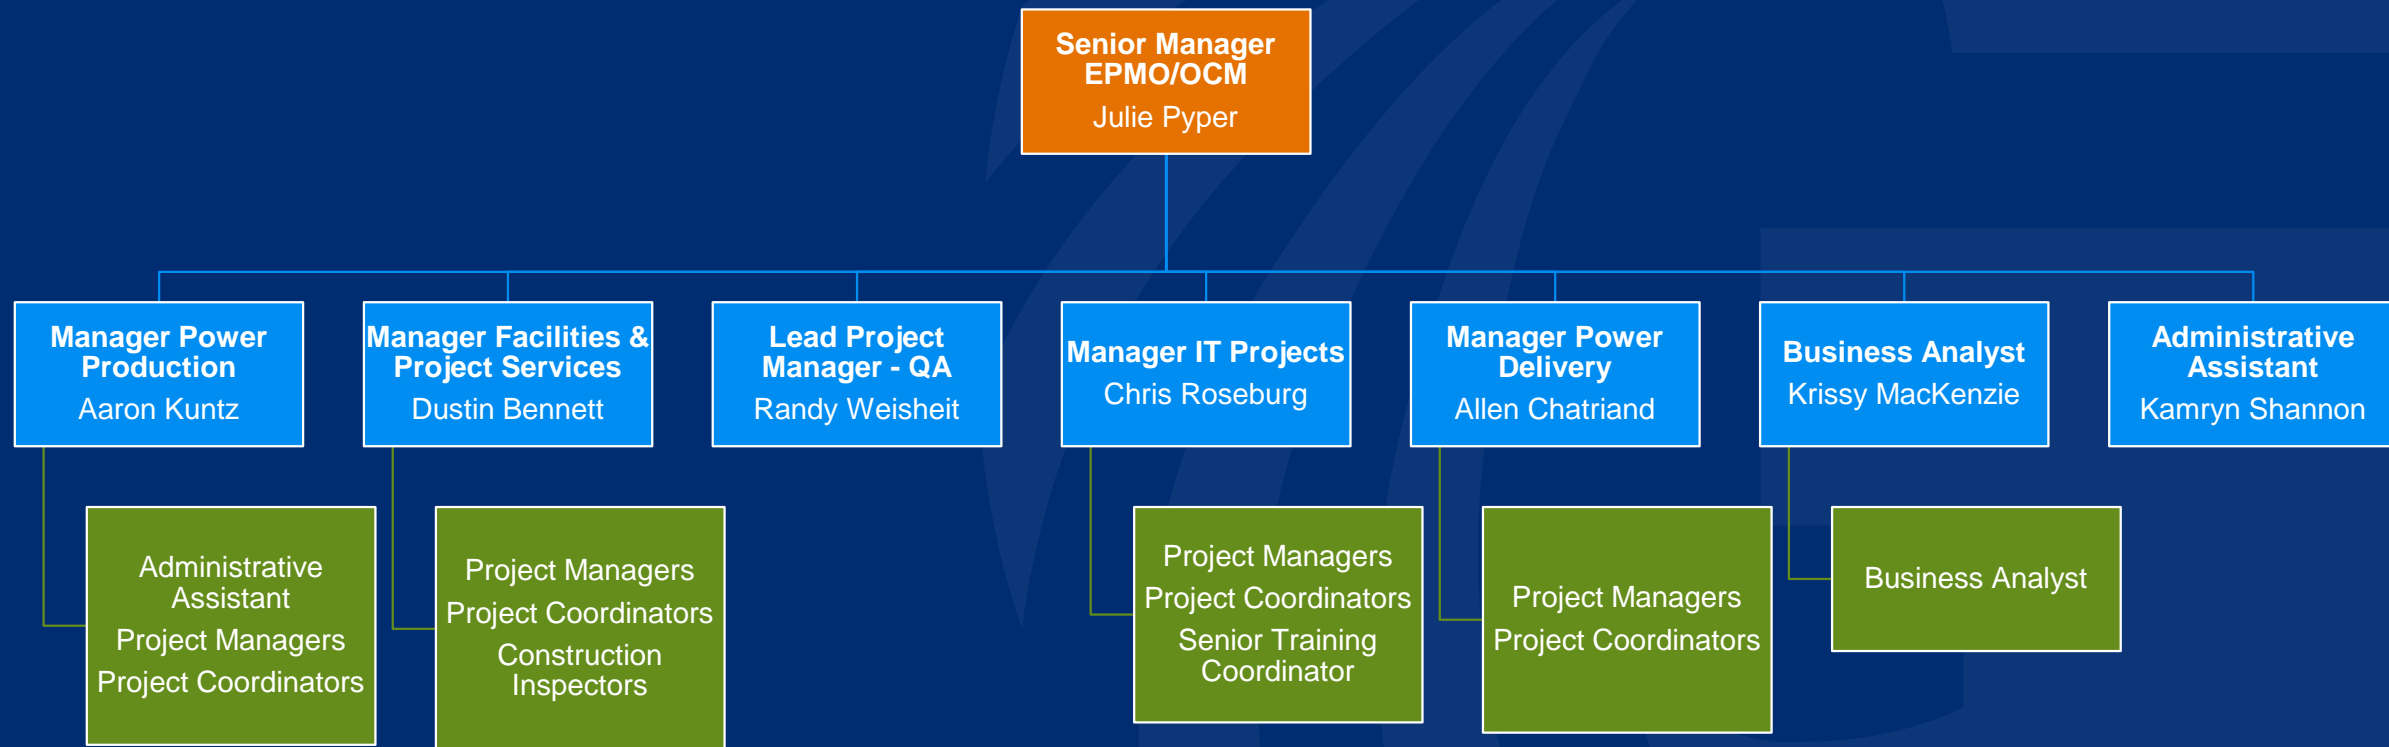 Senior Manager
EPMO/OCM
Julie Pyper
Manager Power
Production
Aaron Kuntz
Manager Facilities &
Project Services
Dustin Bennett
Lead Project
Manager - QA
Randy Weisheit
Manager IT Projects
Chris Roseburg
Manager Power
Delivery
Allen Chatriand
Business Analyst
Krissy MacKenzie
Administrative
Assistant
Kamryn Shannon
Administrative
Assistant
Project Managers
Project Coordinators
Project Managers
Project Coordinators
Construction
Inspectors
Project Managers
Project Coordinators
Senior Training
Coordinator
Project Managers
Project Coordinators
Business Analyst